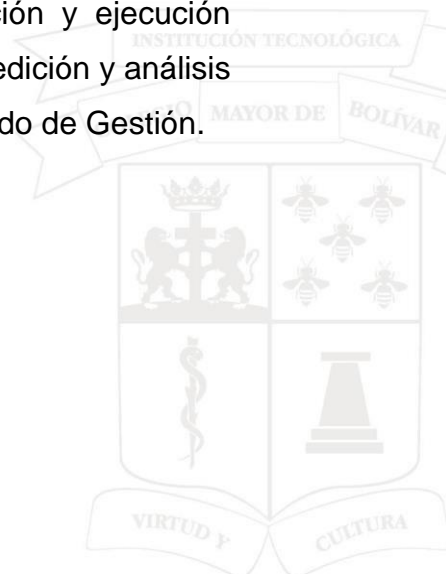 ción y ejecución
INSTITUCIÓN TECNOLÓGICA
edición y análisis
MAYOR DE BOLÍVAR
do de Gestión.
VIRTUD Y CULTURA